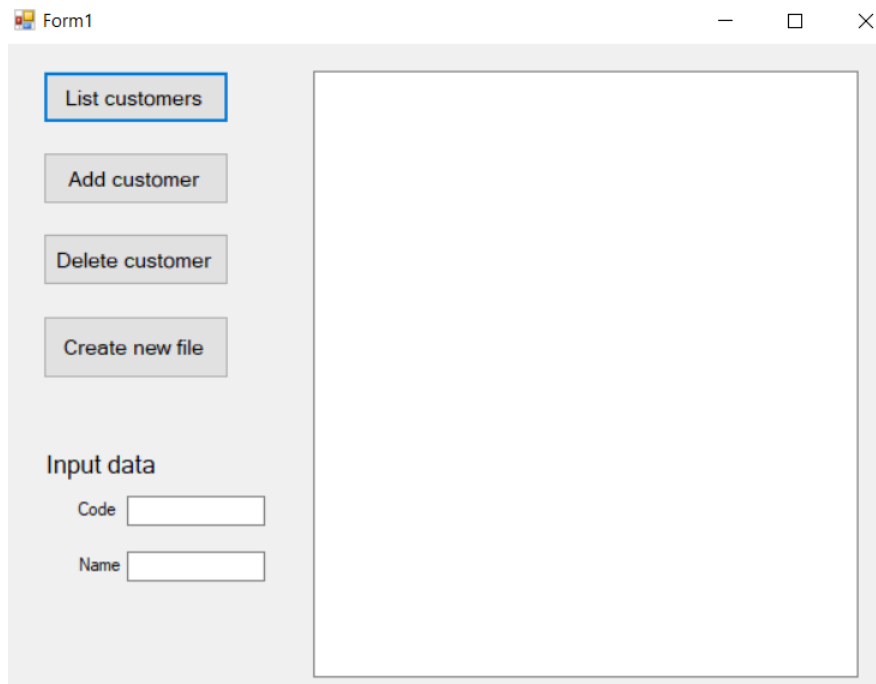 Form1
List customers
Add customer
Delete customer
Create new file
Input data
Code
Name